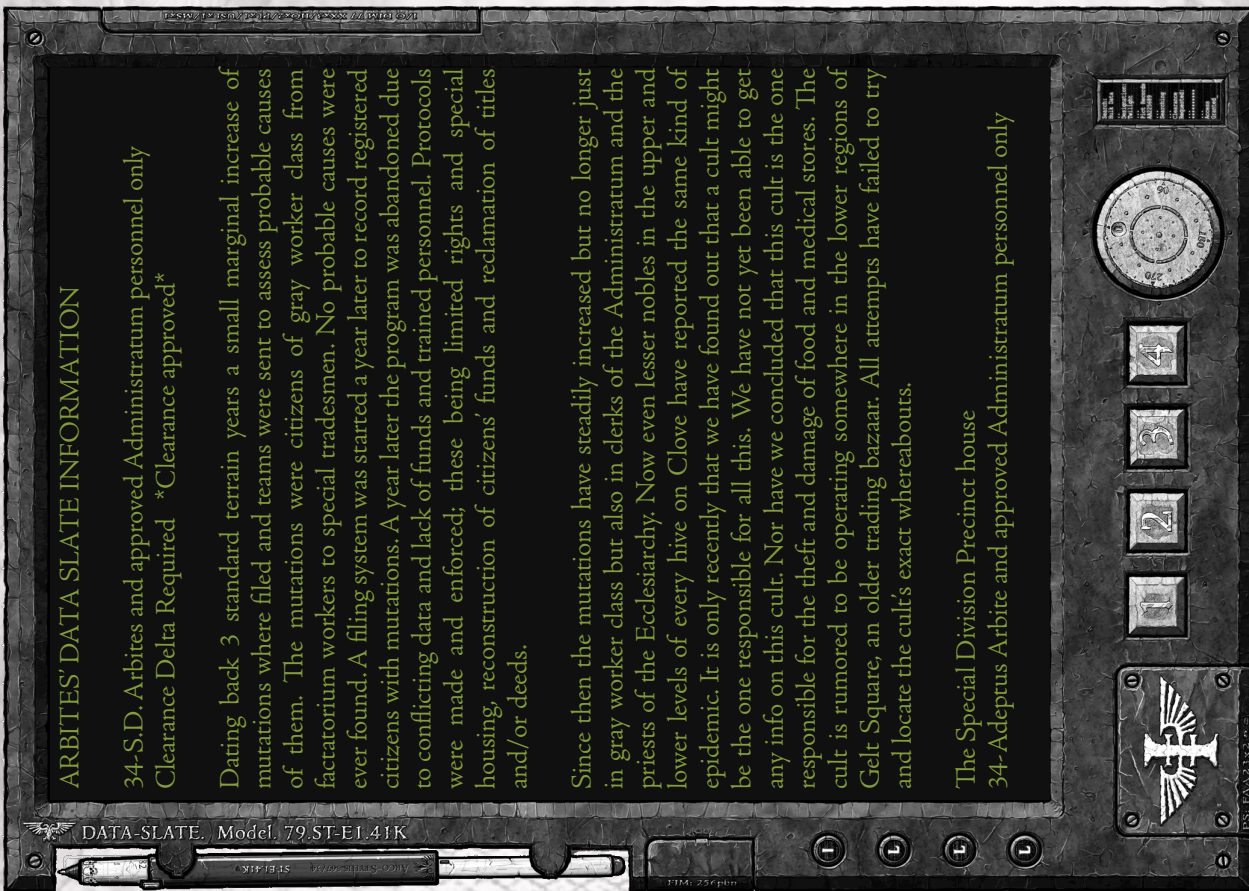 ARBITES' DATA SLATE INFORMATION
34-S.D. Arbites and approved Administratum personnel only
Clearance Delta Required *Clearance approved*
Dating back 3 standard terrain years a small marginal increase of
mutations where filed and teams were sent to assess probable causes
of them. The mutations were citizens of gray worker class from
factatorium workers to special tradesmen. No probable causes were
ever found. A filing system was started a year later to record registered
citizens with mutations. A year later the program was abandoned due
to conflicting data and lack of funds and trained personnel. Protocols
were made and enforced; these being limited rights and special
housing, reconstruction of citizens' funds and reclamation of titles
and/or deeds.
Since then the mutations have steadily increased but no longer just
in gray worker class but also in clerks of the Administratum and the
priests of the Ecclesiarchy. Now even lesser nobles in the upper and
lower levels of every hive on Clove have reported the same kind of
epidemic. It is only recently that we have found out that a cult might
be the one responsible for all this. We have not yet been able to get
any info on this cult. Nor have we concluded that this cult is the one
responsible for the theft and damage of food and medical stores. The
cult is rumored to be operating somewhere in the lower regions of
Gelt Square, an older trading bazaar. All attempts have failed to try
and locate the cult's exact whereabouts.
The Special Division Precinct house
34- Adeptus Arbite and approved Administratum personnel only
DATA-SLATE. Model. 79.ST-E1.41K
ST-E1.41K
1
2
3
4
0
90
180
270
I
L
L
L